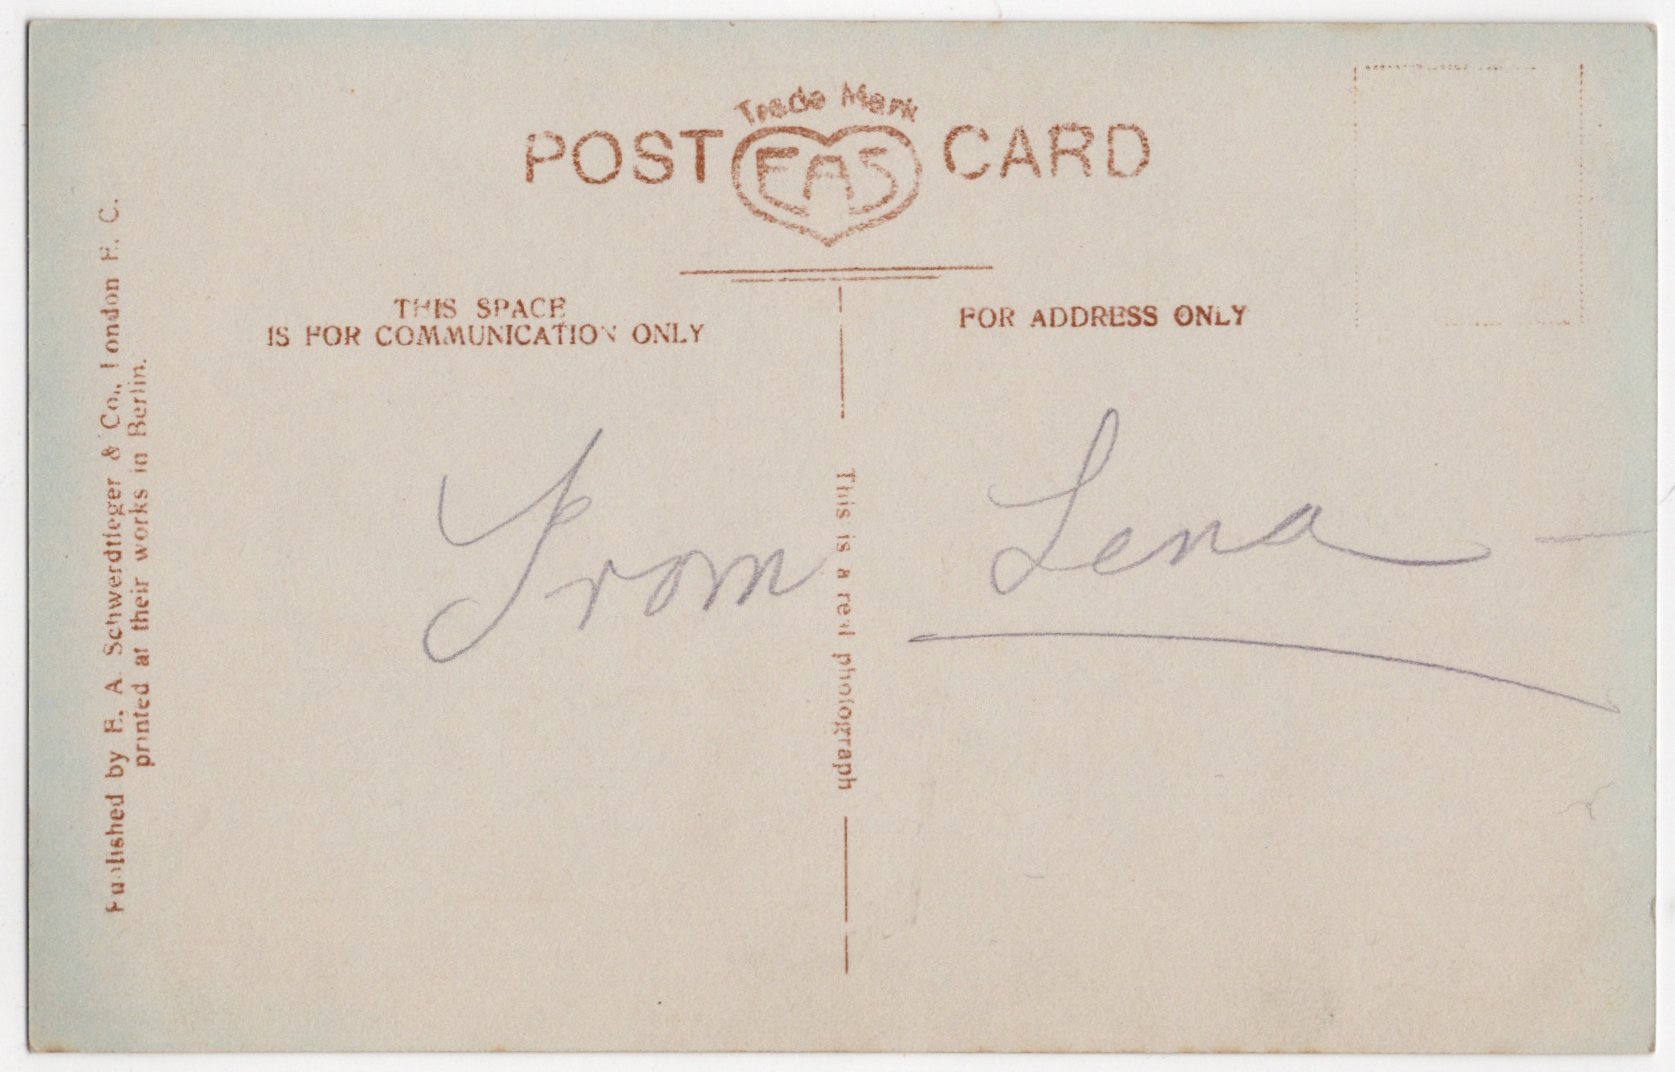 Trade Mark
POST EAS CARD
THIS SPACE
IS FOR COMMUNICATION ONLY
FOR ADDRESS ONLY
From Lena
This is a real photograph
Published by E. A. Schwerdtfeger & Co., London E. C.
printed at their works in Berlin.